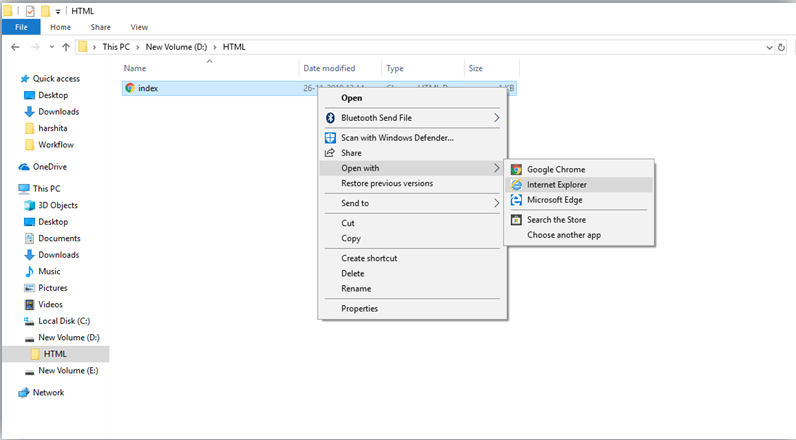 HTML
File Home Share View
This PC New Volume (D:) HTML
Name Date modified Type Size
index 1 KB
Quick access
Desktop
Downloads
harshita
Workflow
OneDrive
This PC
3D Objects
Desktop
Documents
Downloads
Music
Pictures
Videos
Local Disk (C:)
New Volume (D:)
HTML
New Volume (E:)
Network
Open
Bluetooth Send File
Scan with Windows Defender...
Share
Open with
Restore previous versions
Send to
Cut
Copy
Create shortcut
Delete
Rename
Properties
Google Chrome
Internet Explorer
Microsoft Edge
Search the Store
Choose another app